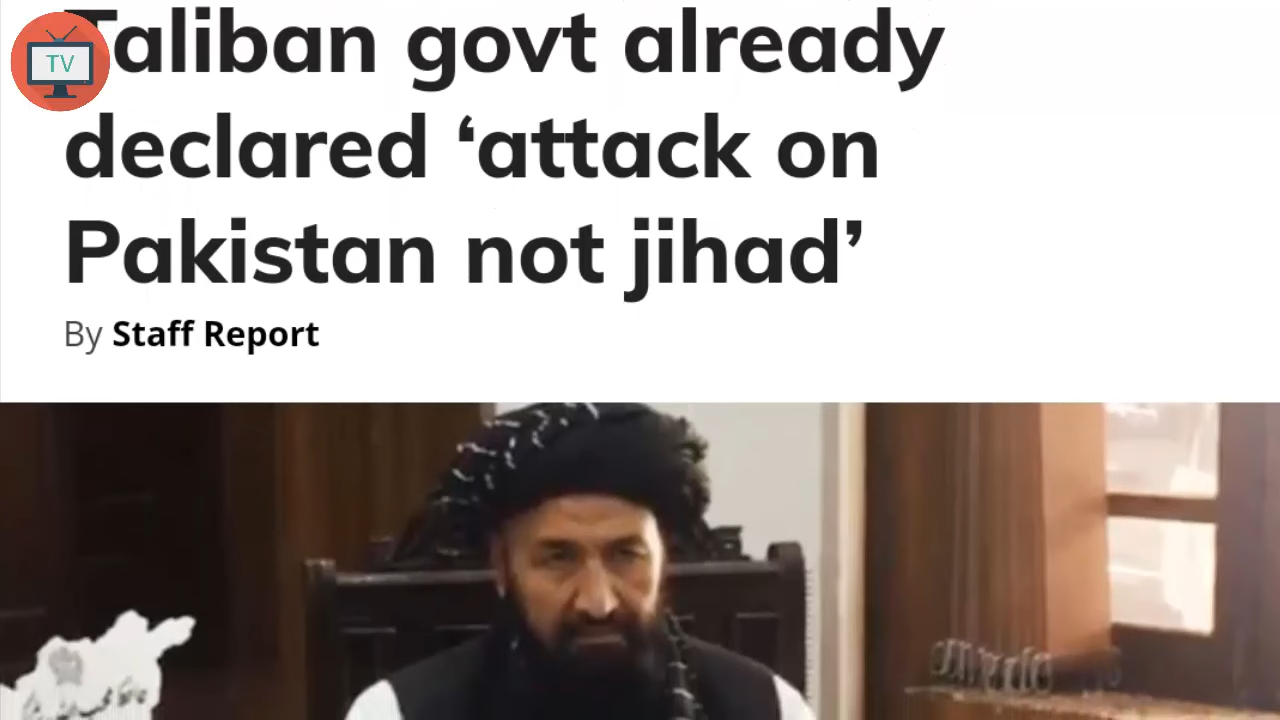 TV
Taliban govt already
declared ‘attack on
Pakistan not jihad’
By Staff Report